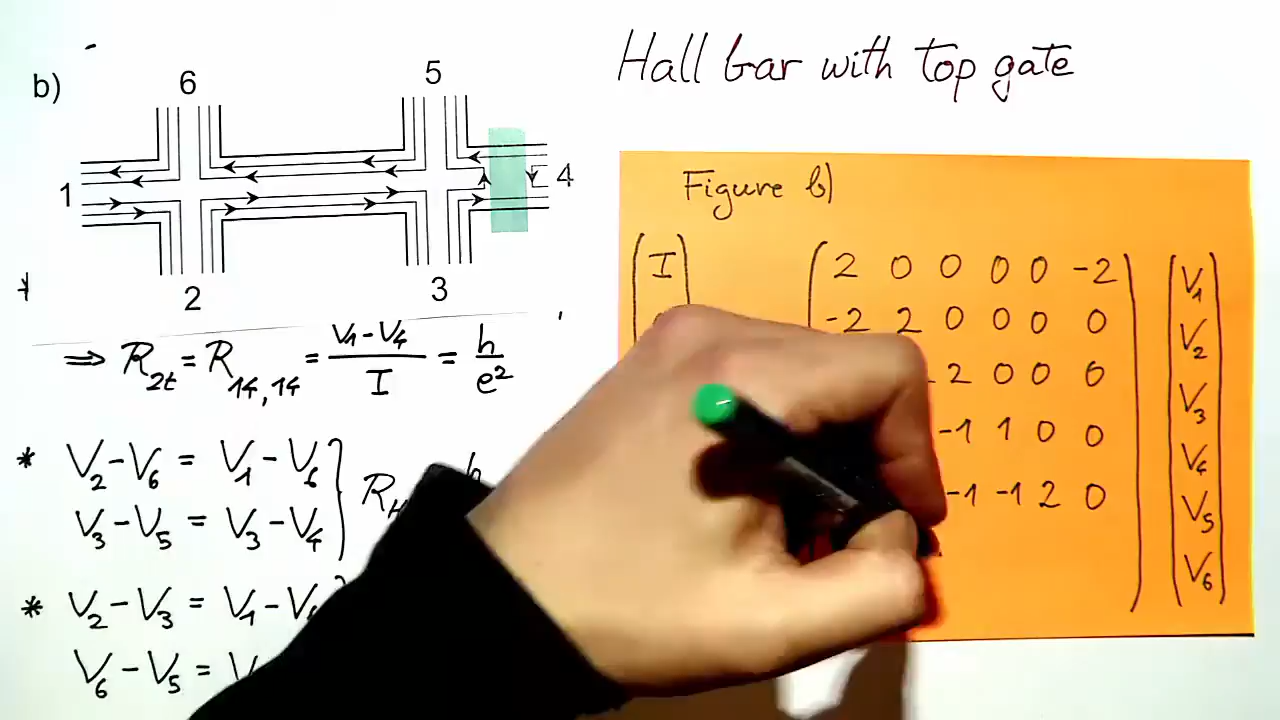 Hall bar with top gate
b)
6
5
1
4
2
3
⇒ R2t = R14,14 = V1-V4 / I = h / e²
* V2-V6 = V1-V6
V3-V5 = V3-V4
* V2-V3 = V1-
V6-V5 =
Figure b)
I
2 0 0 0 0 -2
-2 2 0 0 0 0
2 0 0 0
-1 1 0 0
-1 -1 2 0
V1
V2
V3
V4
V5
V6